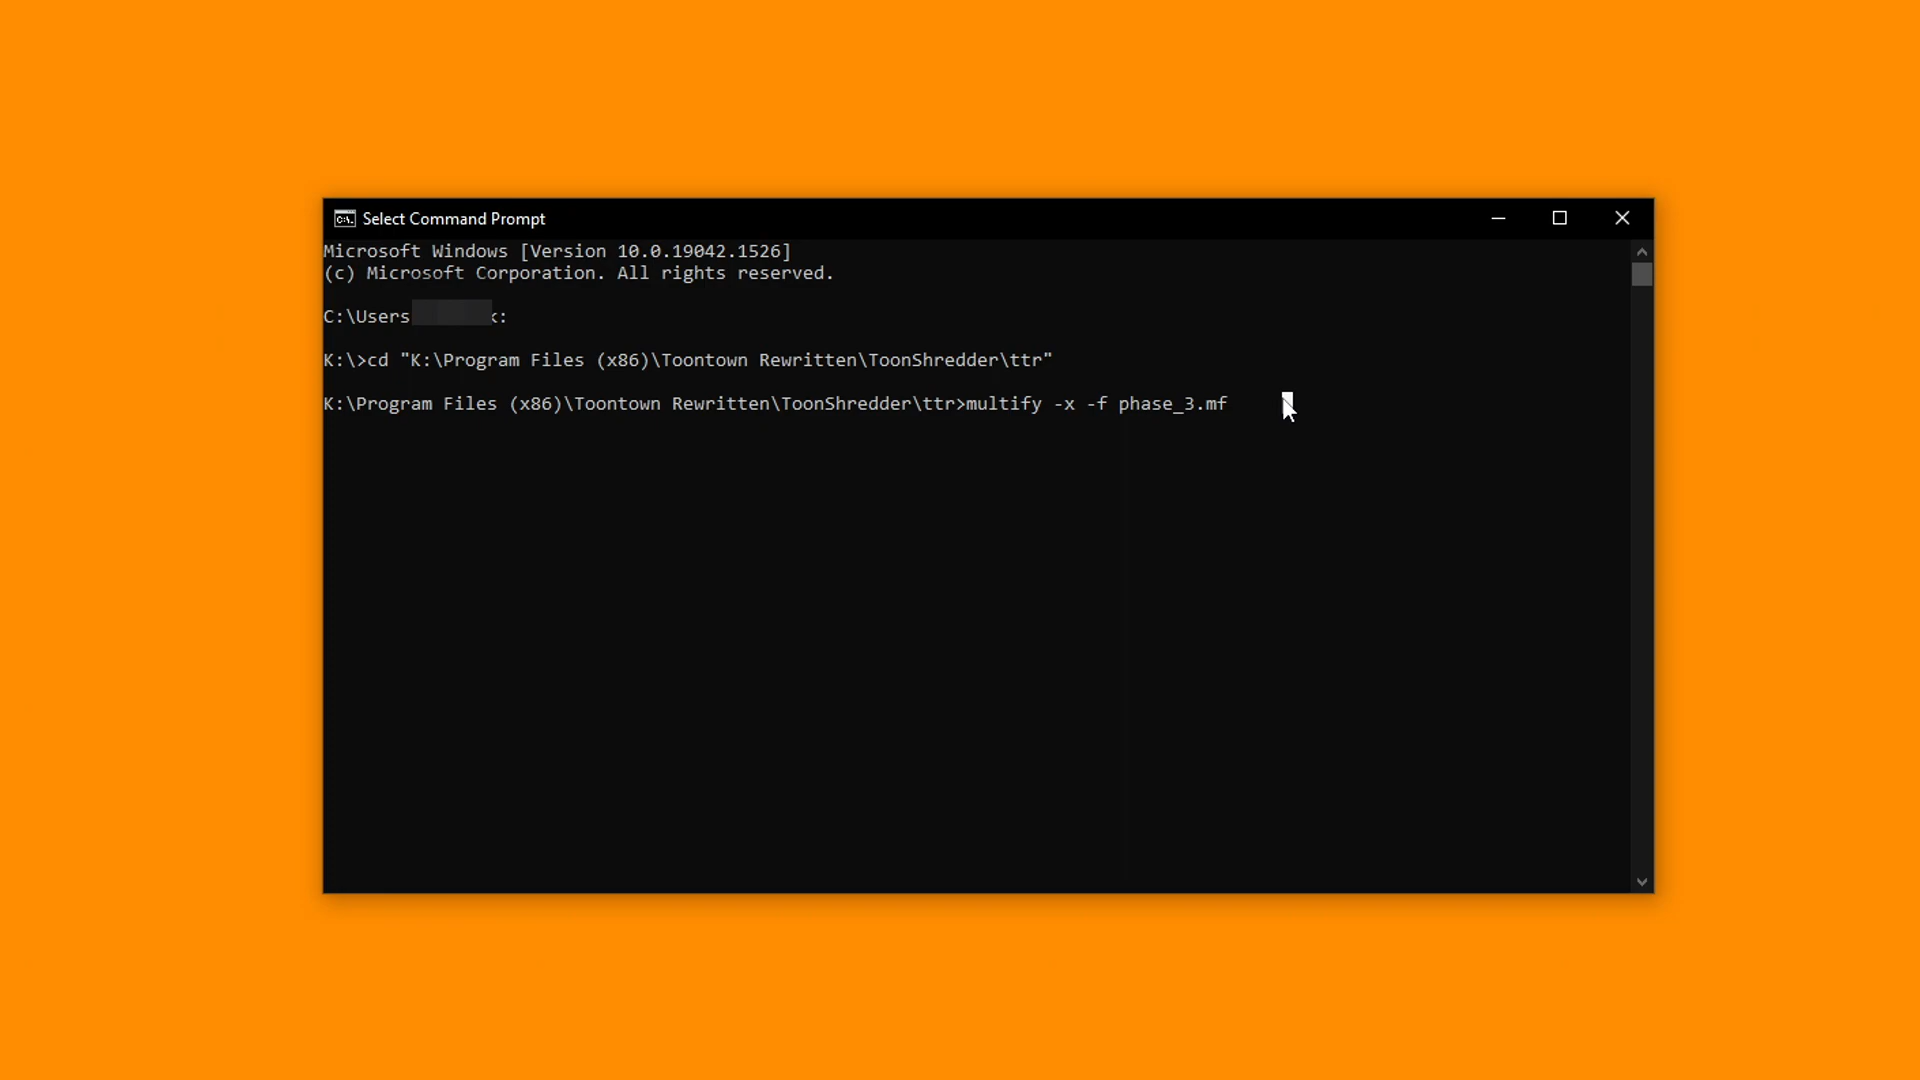 Select Command Prompt
Microsoft Windows [Version 10.0.19042.1526]
(c) Microsoft Corporation. All rights reserved.
C:\Users k:
K:\>cd "K:\Program Files (x86)\Toontown Rewritten\ToonShredder\ttr"
K:\Program Files (x86)\Toontown Rewritten\ToonShredder\ttr>multify -x -f phase_3.mf